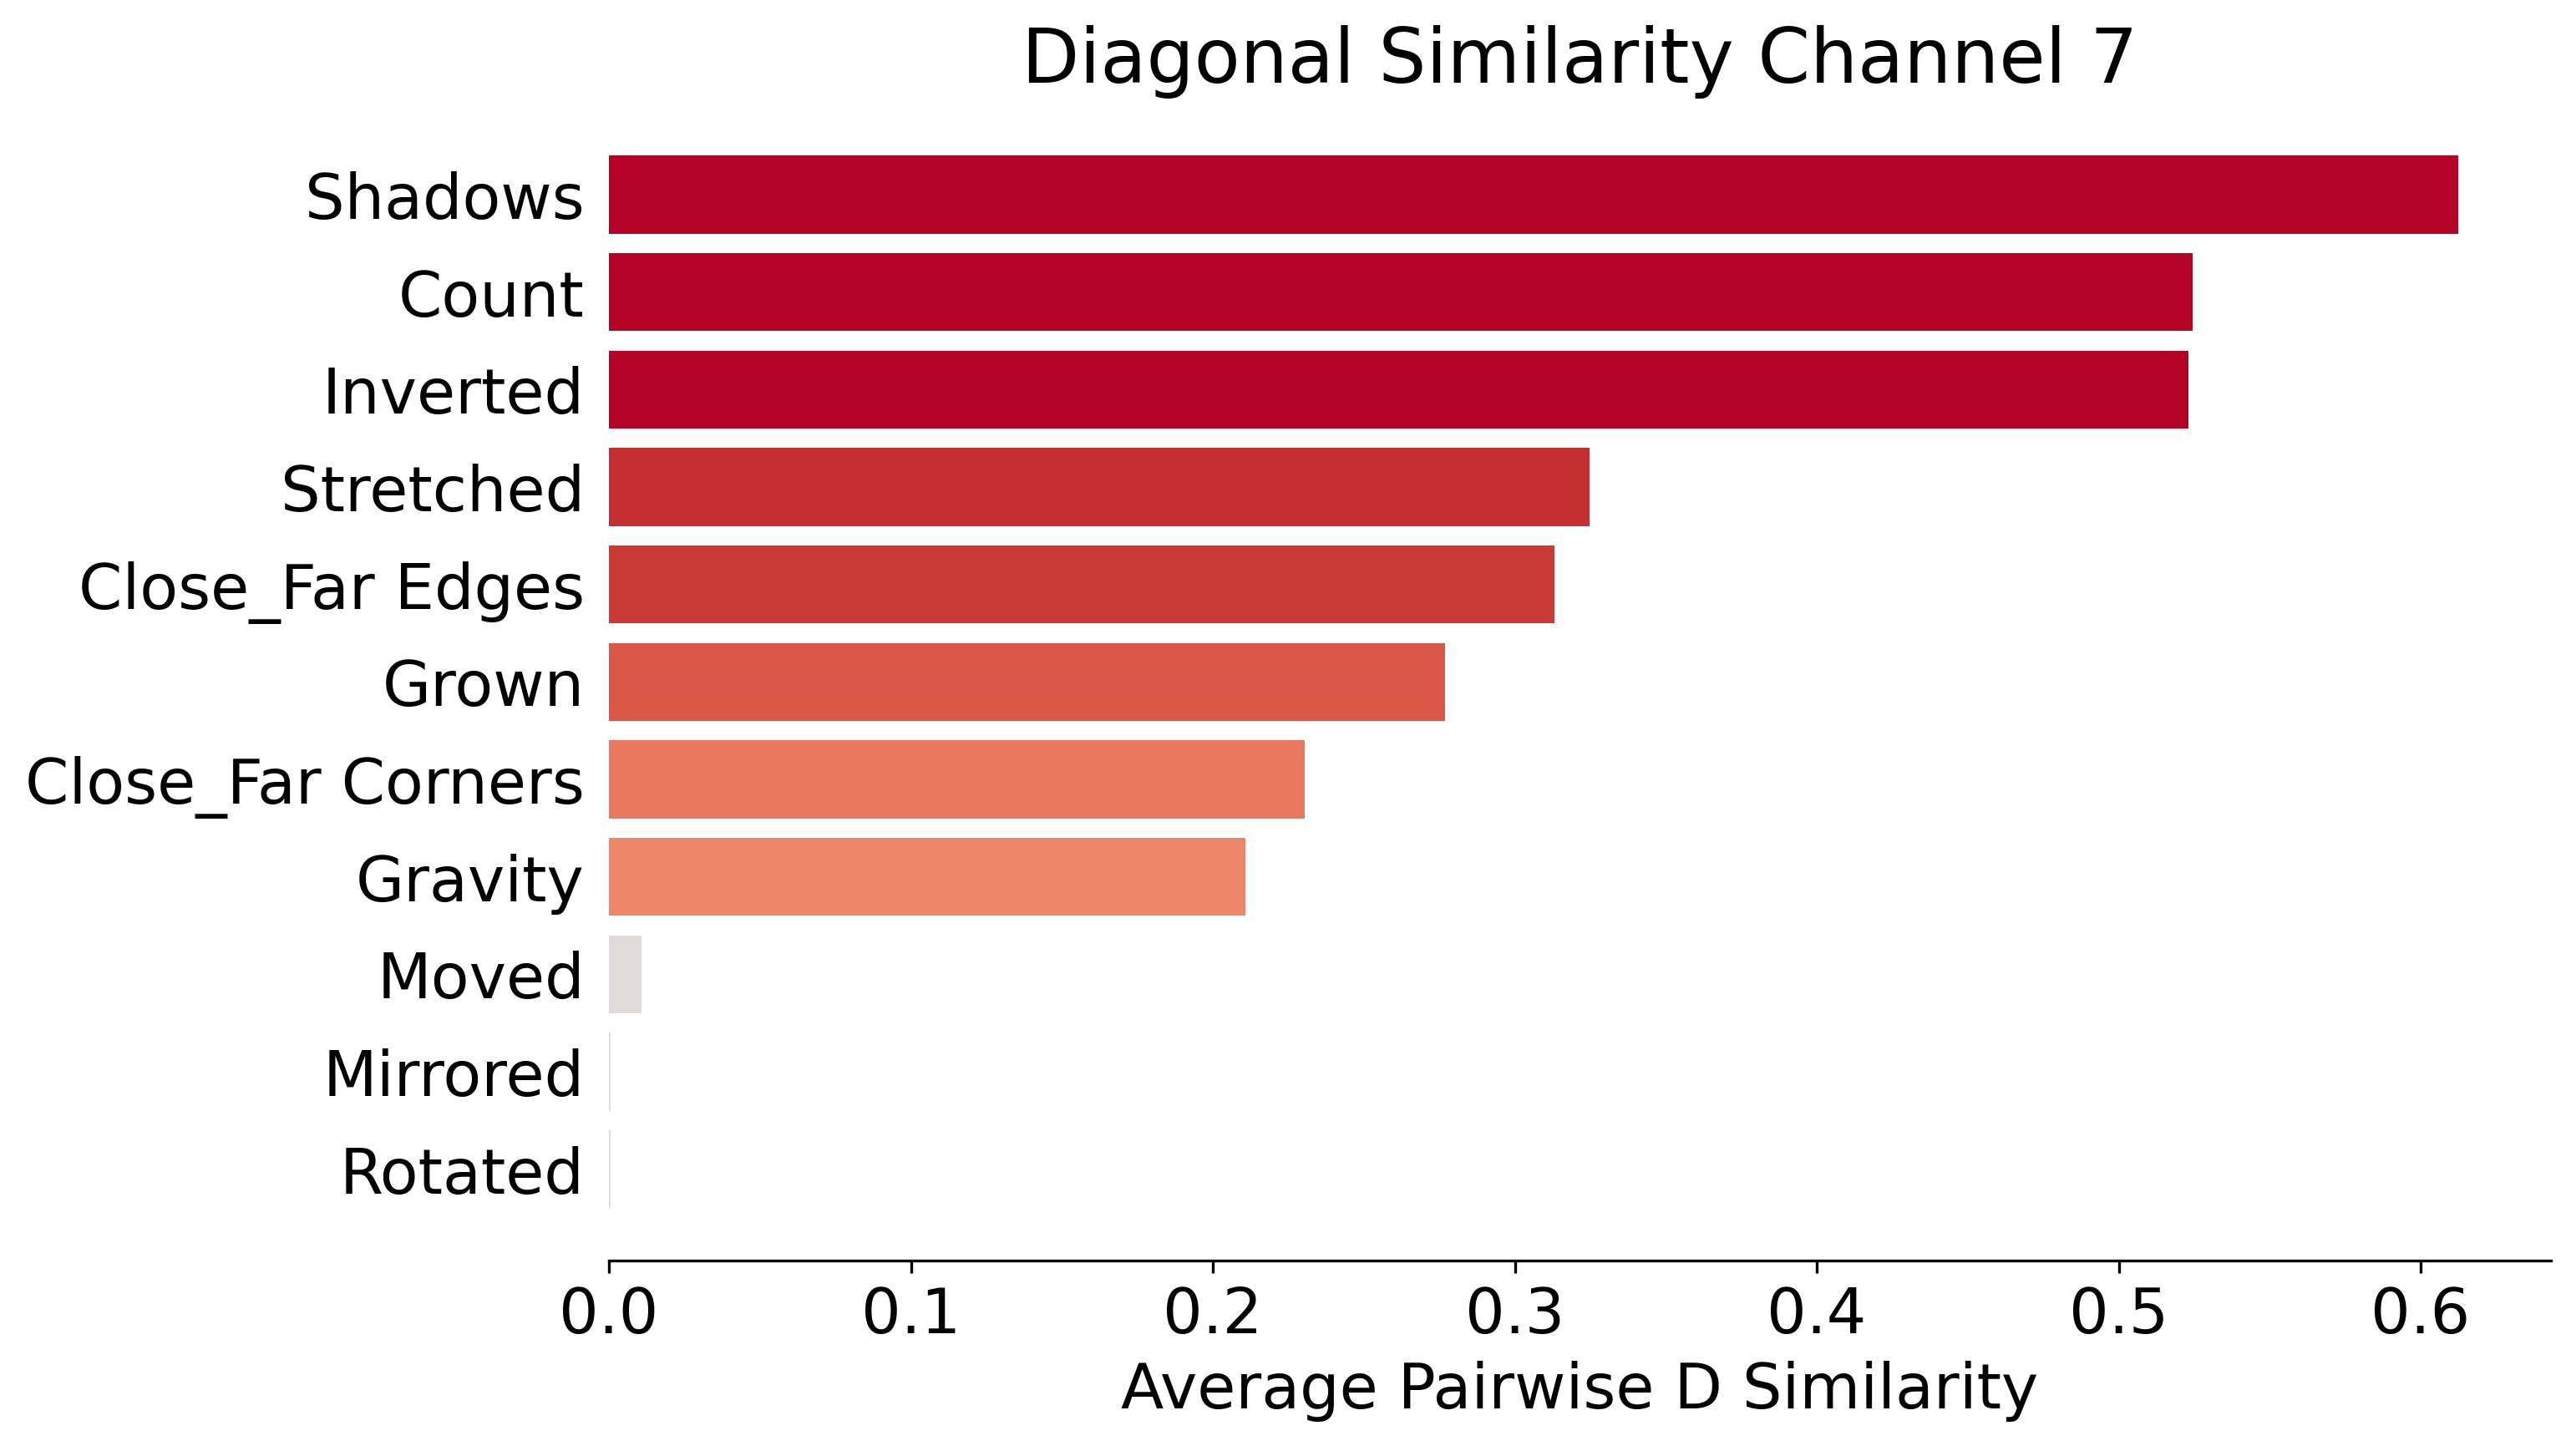 Diagonal Similarity Channel 7
Shadows
Count
Inverted
Stretched
Close_Far Edges
Grown
Close_Far Corners
Gravity
Moved
Mirrored
Rotated
0.0 0.1 0.2 0.3 0.4 0.5 0.6
Average Pairwise D Similarity